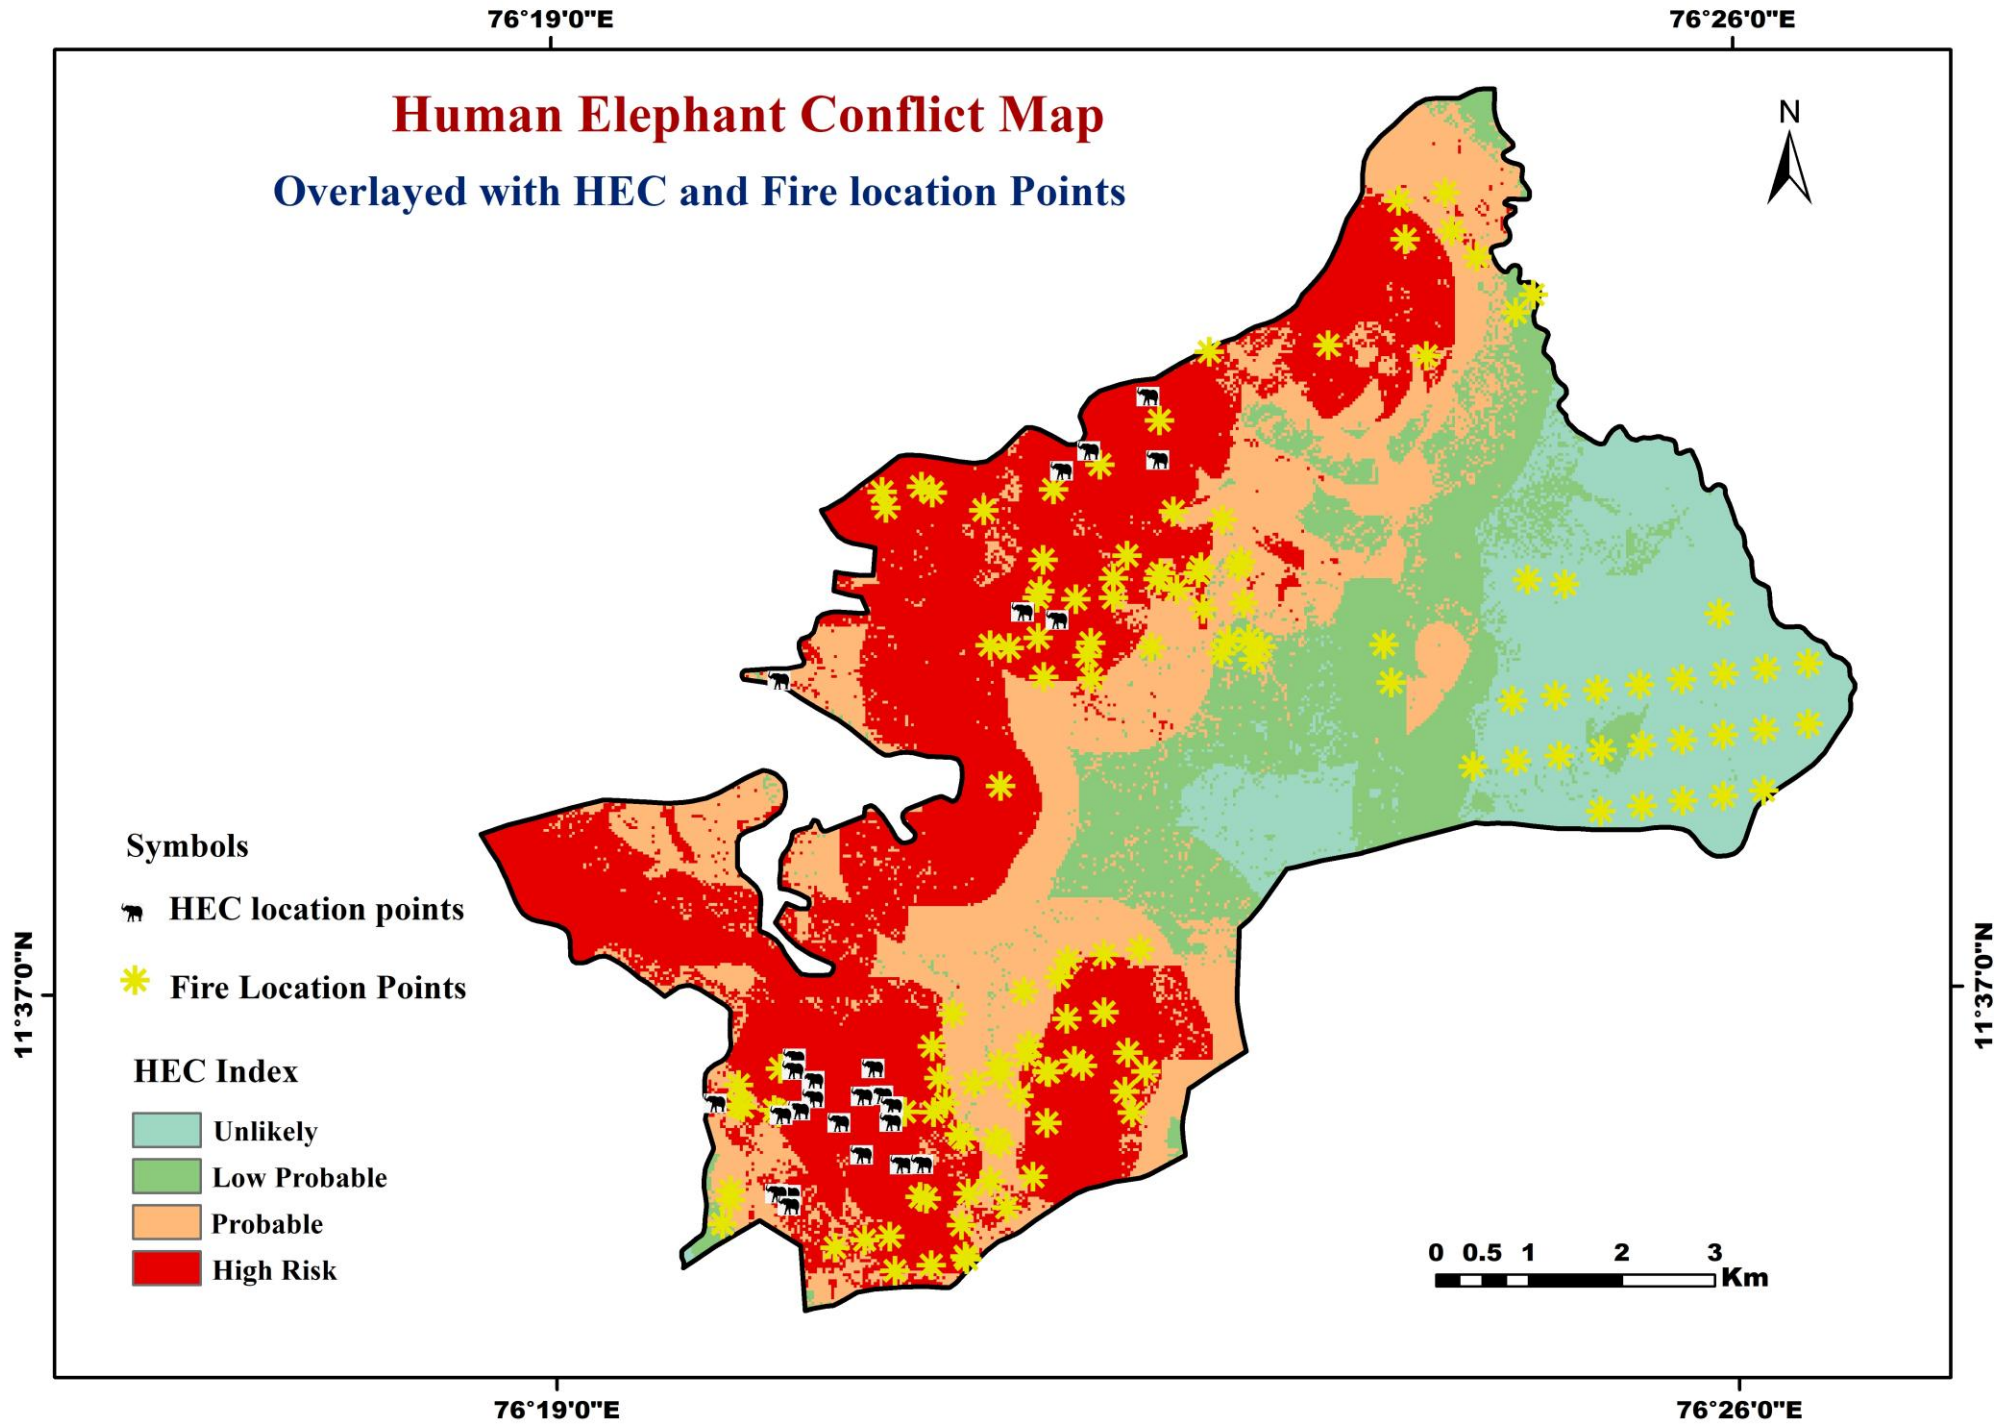 76°19'0"E
76°26'0"E
Human Elephant Conflict Map
Overlayed with HEC and Fire location Points
N
Symbols
HEC location points
Fire Location Points
HEC Index
Unlikely
Low Probable
Probable
High Risk
11°37'0"N
11°37'0"N
0 0.5 1 2 3
Km
76°19'0"E
76°26'0"E